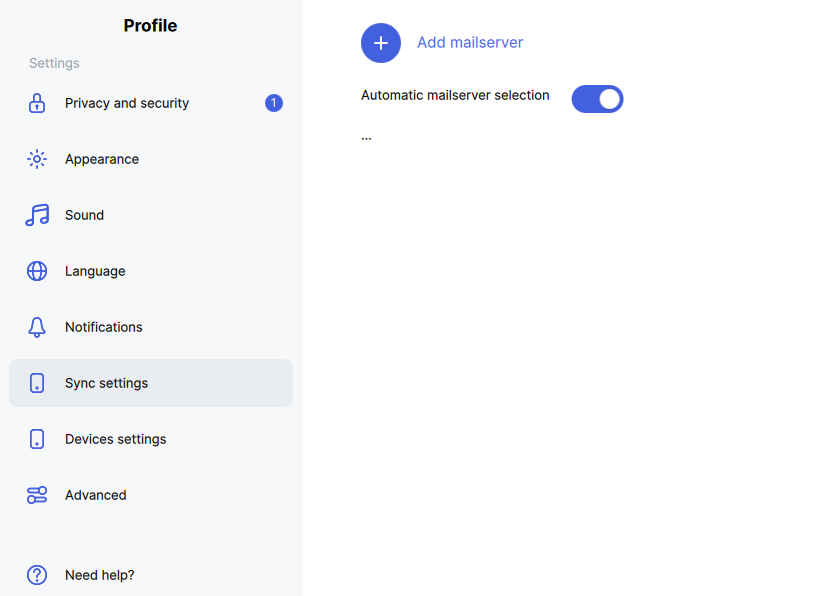 Profile
Settings
Privacy and security
1
Appearance
Sound
Language
Notifications
Sync settings
Devices settings
Advanced
Need help?
Add mailserver
Automatic mailserver selection
...